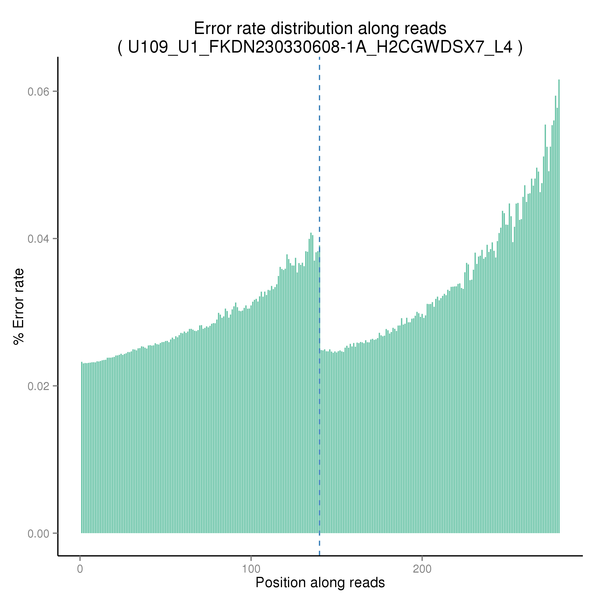 Error rate distribution along reads
( U109_U1_FKDN230330608-1A_H2CGWDSX7_L4 )
% Error rate
0.06
0.04
0.02
0.00
0
100
200
Position along reads